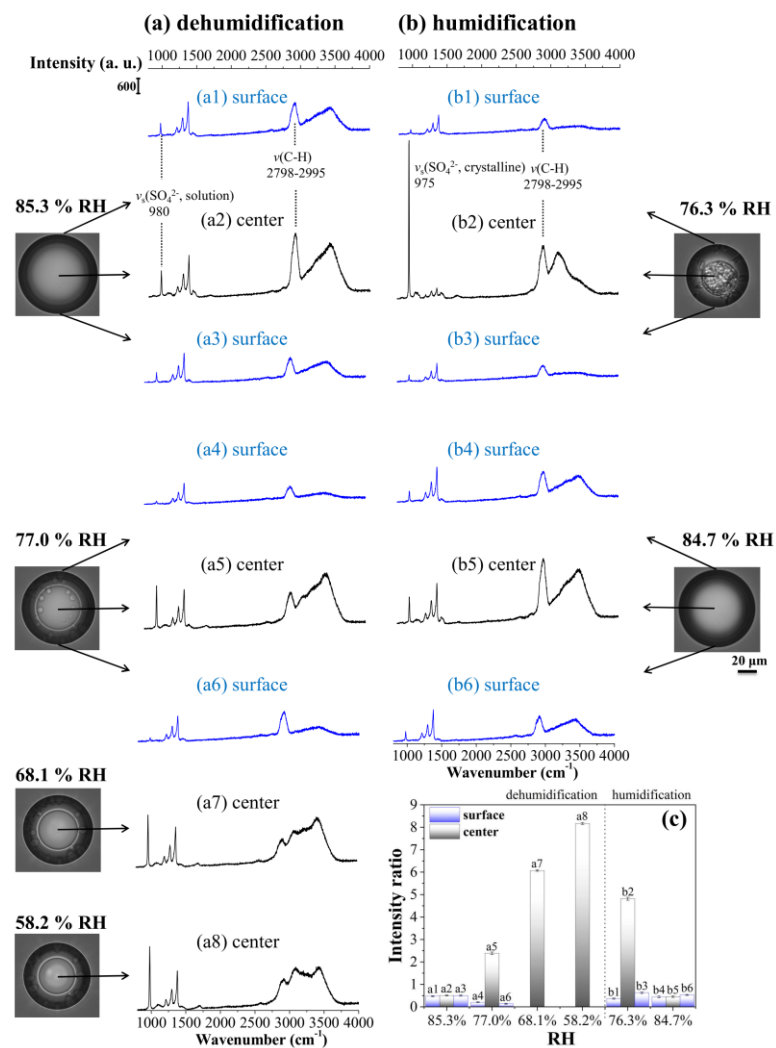 (a) dehumidification (b) humidification
1000 1500 2000 2500 3000 3500 4000 1000 1500 2000 2500 3000 3500 4000
Intensity (a. u.)
600
(a1) surface (b1) surface
ν(C-H)
2798-2995
νs(SO4²⁻, crystalline)
975
ν(C-H)
2798-2995
νs(SO4²⁻, solution)
980
85.3 % RH
76.3 % RH
(a2) center (b2) center
(a3) surface (b3) surface
(a4) surface (b4) surface
77.0 % RH
84.7 % RH
(a5) center (b5) center
20 μm
(a6) surface (b6) surface
1000 1500 2000 2500 3000 3500 4000
Wavenumber (cm⁻¹)
68.1 % RH
(a7) center
58.2 % RH
(a8) center
1000 1500 2000 2500 3000 3500 4000
Wavenumber (cm⁻¹)
dehumidification humidification
(c)
surface
center
Intensity ratio
10
9
8
7
6
5
4
3
2
1
0
a1 a2 a3 a4 a5 a6 a7 a8 b1 b2 b3 b4 b5 b6
85.3% 77.0% 68.1% 58.2% 76.3% 84.7%
RH